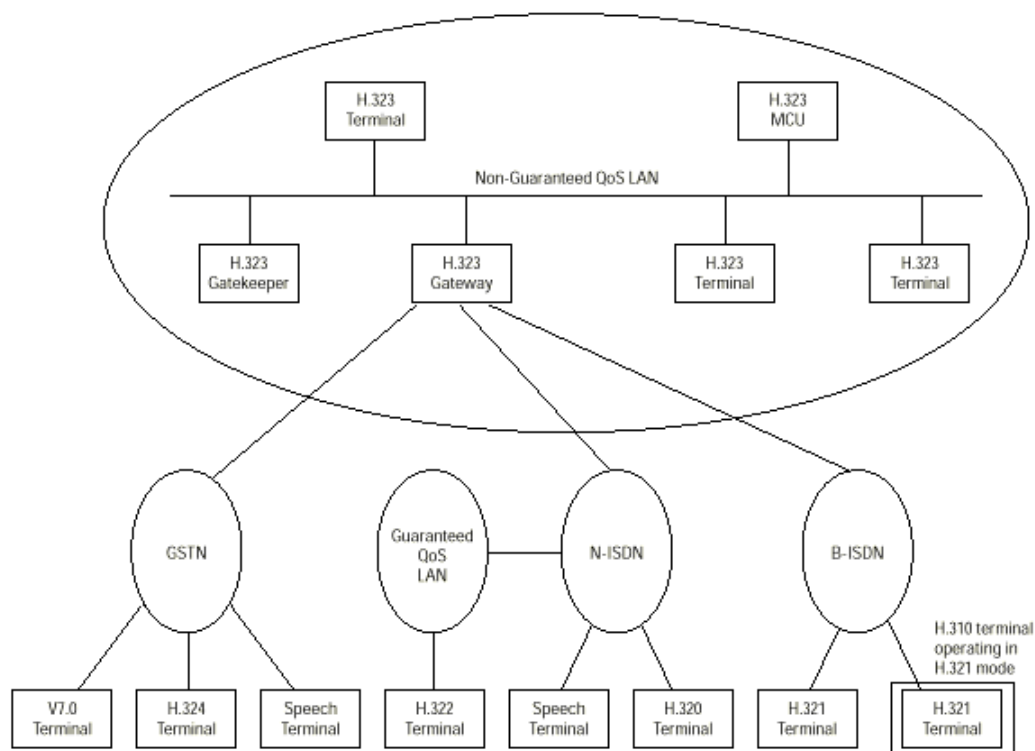 H.323
Terminal
H.323
MCU
Non-Guaranteed QoS LAN
H.323
Gatekeeper
H.323
Gateway
H.323
Terminal
H.323
Terminal
GSTN
Guaranteed
QoS
LAN
N-ISDN
B-ISDN
H.310 terminal
operating in
H.321 mode
V7.0
Terminal
H.324
Terminal
Speech
Terminal
H.322
Terminal
Speech
Terminal
H.320
Terminal
H.321
Terminal
H.321
Terminal